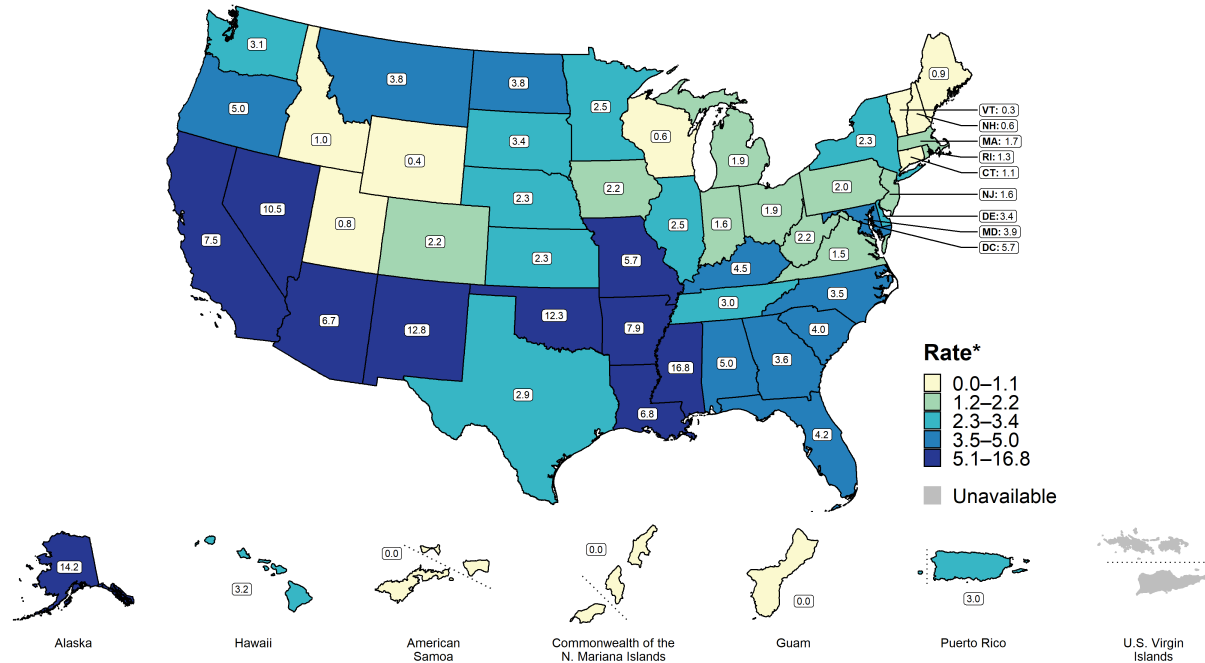 3.1
3.8
3.8
2.5
0.9
5.0
1.0
3.4
0.6
VT: 0.3
NH: 0.6
2.3
MA: 1.7
RI: 1.3
CT: 1.1
0.4
1.9
2.2
2.3
2.0
NJ: 1.6
0.8
10.5
2.5
1.6
1.9
DE: 3.4
MD: 3.9
DC: 5.7
7.5
2.2
2.3
5.7
2.2
1.5
4.5
3.5
6.7
12.8
12.3
7.9
3.0
4.0
16.8
5.0
3.6
2.9
6.8
4.2
Rate*
0.0–1.1
1.2–2.2
2.3–3.4
3.5–5.0
5.1–16.8
Unavailable
14.2
3.2
0.0
0.0
0.0
3.0
Alaska
Hawaii
American
Samoa
Commonwealth of the
N. Mariana Islands
Guam
Puerto Rico
U.S. Virgin
Islands